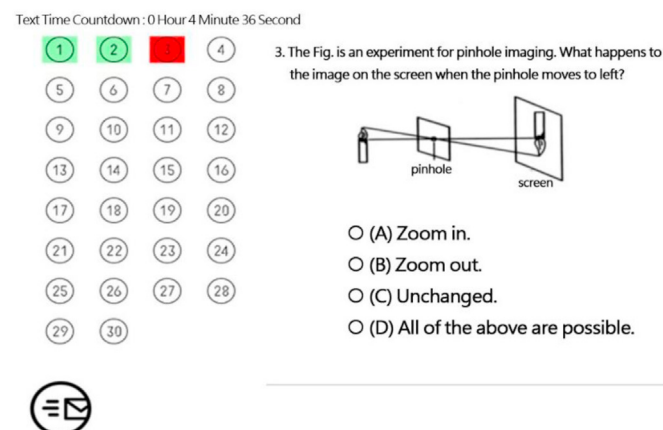 Text Time Countdown : 0 Hour 4 Minute 36 Second
1 2 3 4
5 6 7 8
9 10 11 12
13 14 15 16
17 18 19 20
21 22 23 24
25 26 27 28
29 30
3. The Fig. is an experiment for pinhole imaging. What happens to
the image on the screen when the pinhole moves to left?
pinhole
screen
(A) Zoom in.
(B) Zoom out.
(C) Unchanged.
(D) All of the above are possible.